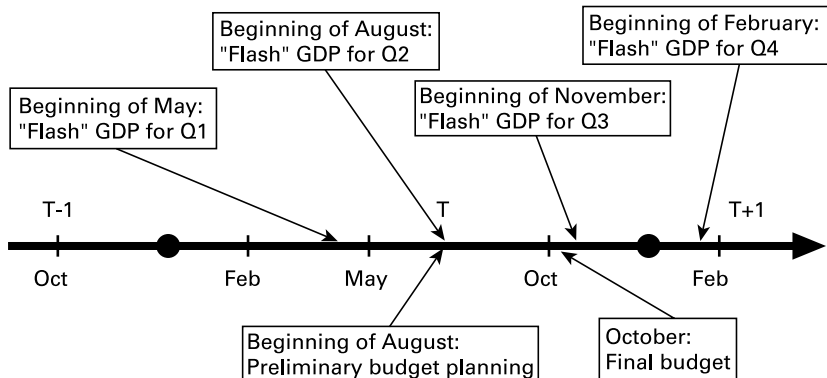 Beginning of August:
"Flash" GDP for Q2
Beginning of February:
"Flash" GDP for Q4
Beginning of May:
"Flash" GDP for Q1
Beginning of November:
"Flash" GDP for Q3
T-1
T
T+1
Oct
Feb
May
Oct
Feb
Beginning of August:
Preliminary budget planning
October:
Final budget